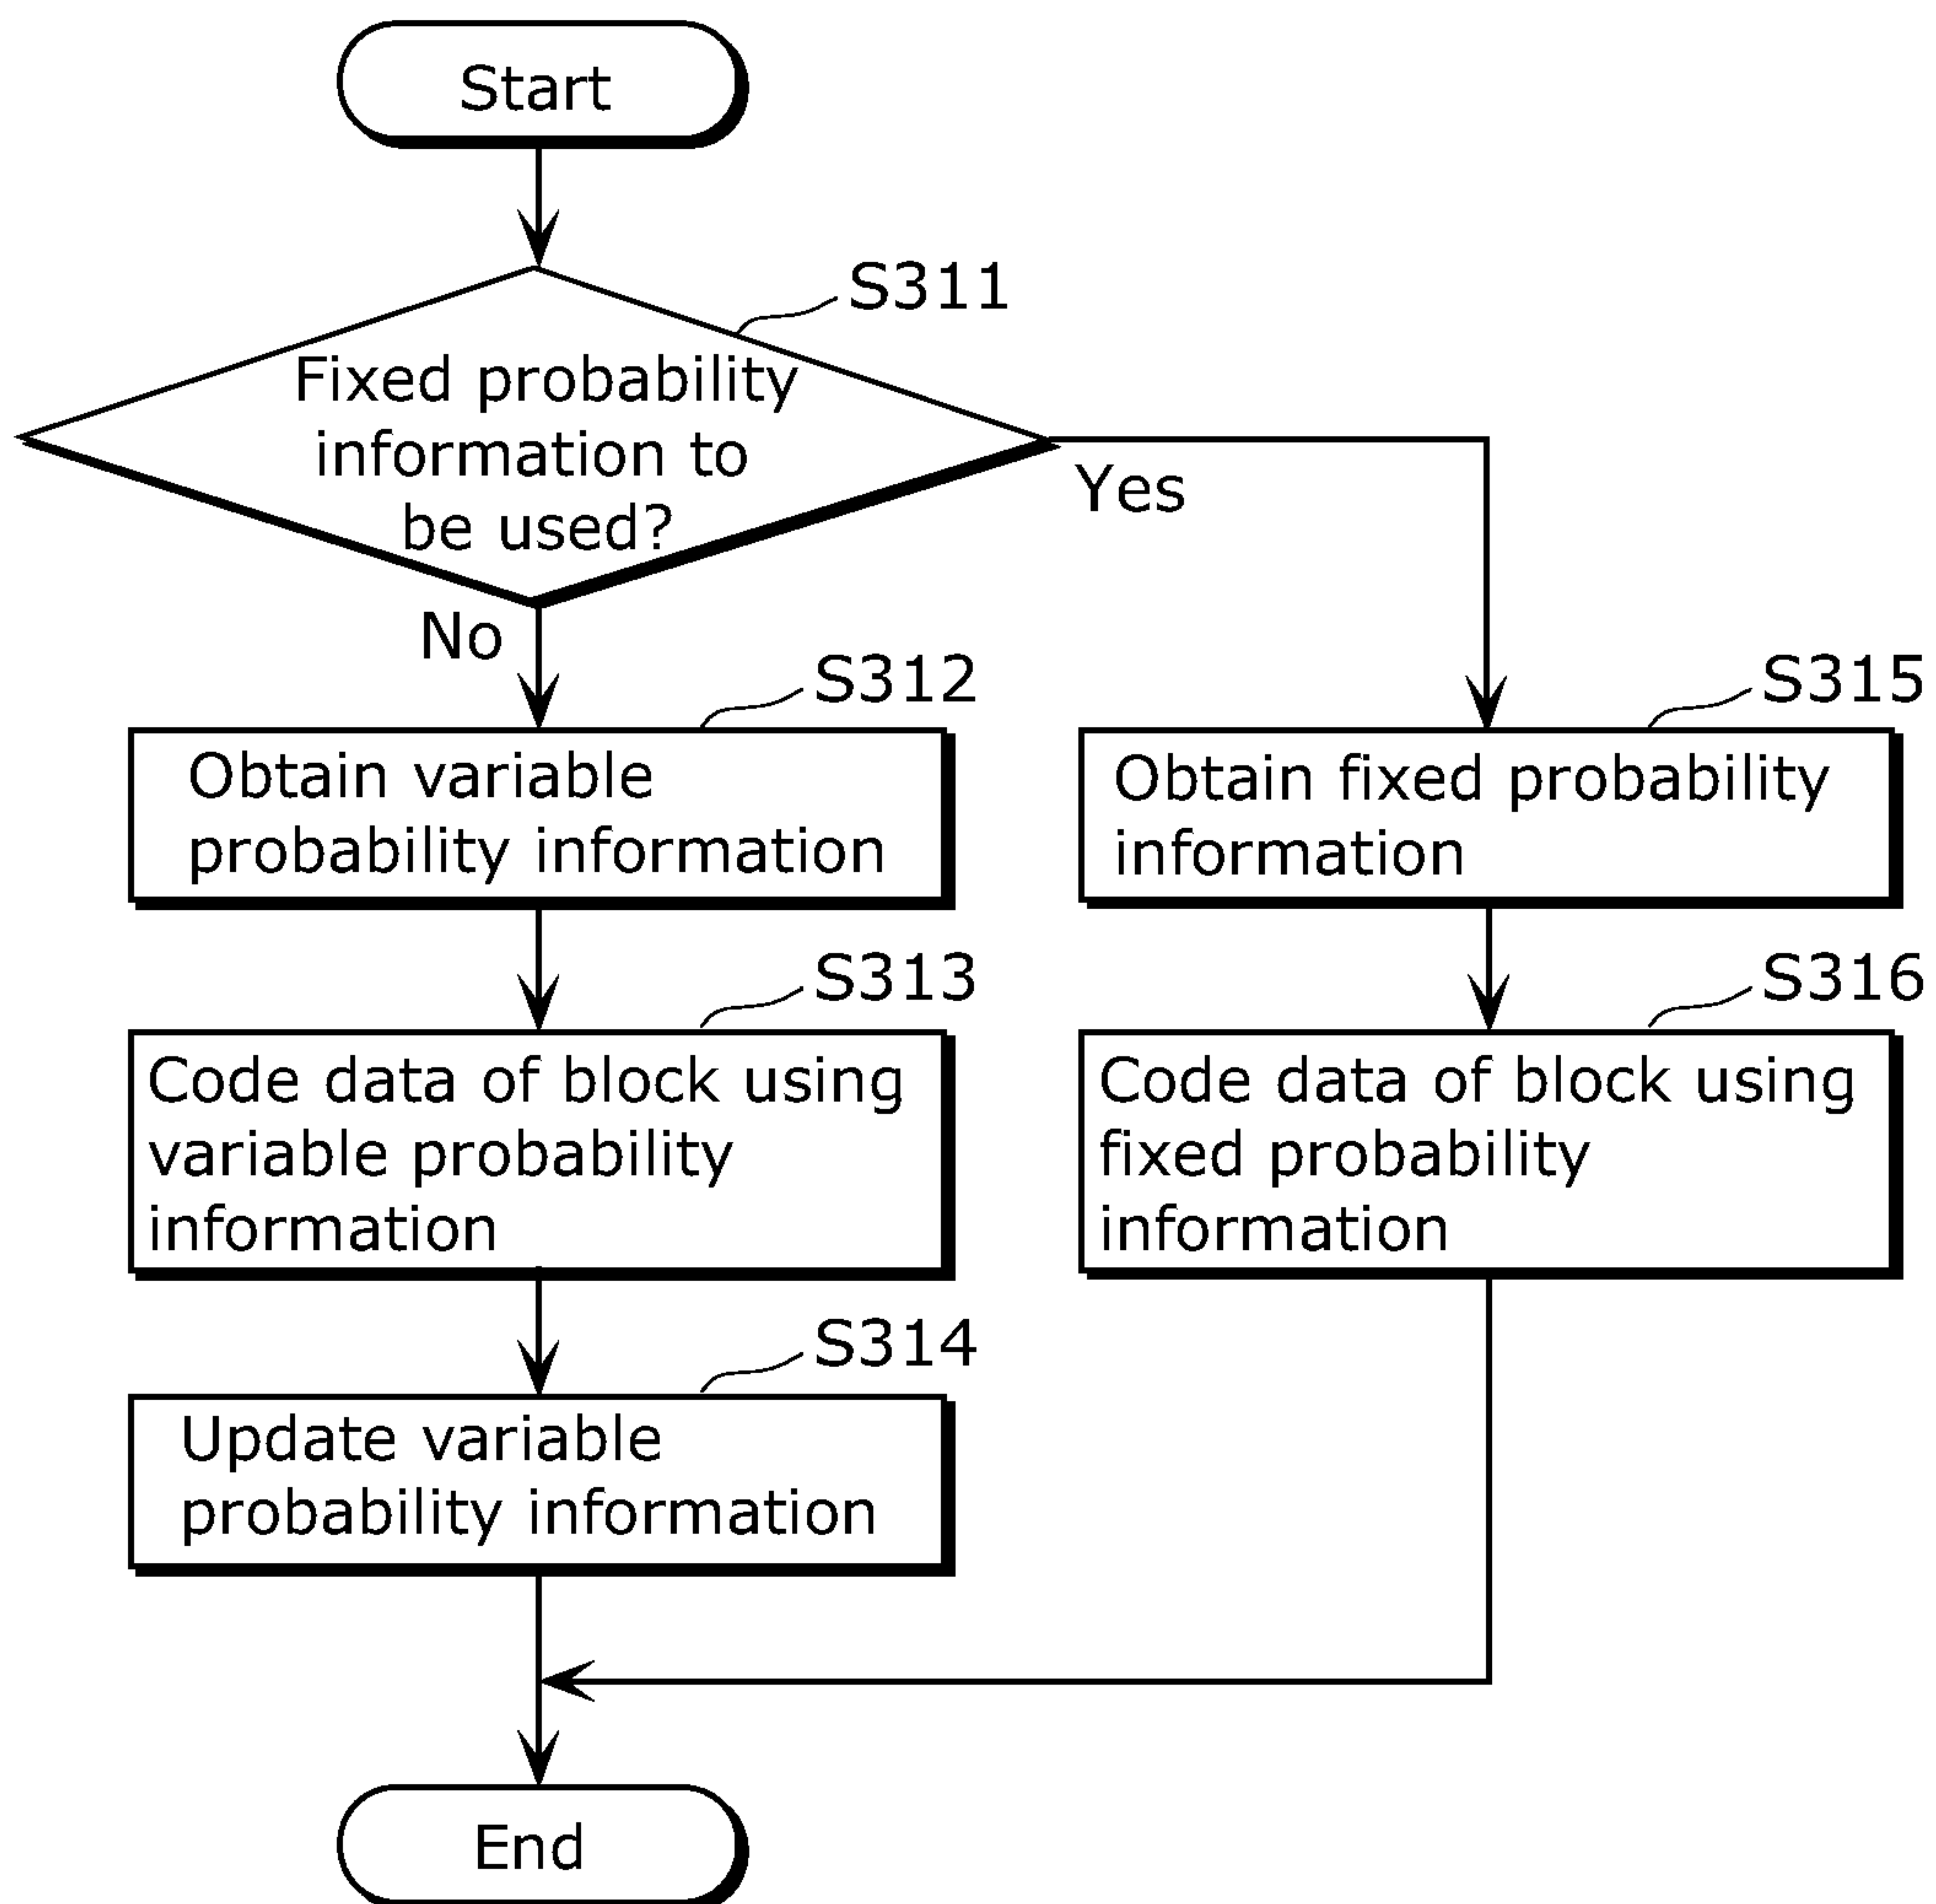 Start
S311
Fixed probability
information to
be used?
Yes
No
S312
Obtain variable
probability information
S315
Obtain fixed probability
information
S313
Code data of block using
variable probability
information
S316
Code data of block using
fixed probability
information
S314
Update variable
probability information
End